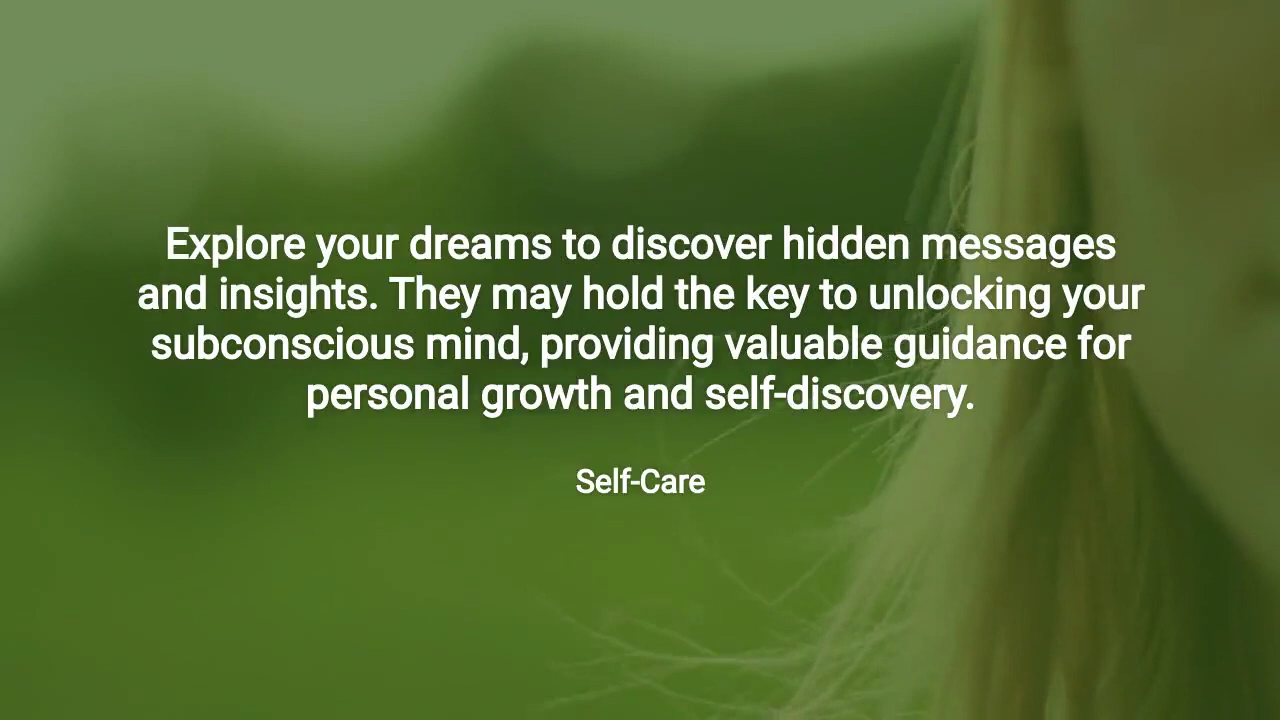 Explore your dreams to discover hidden messages
and insights. They may hold the key to unlocking your
subconscious mind, providing valuable guidance for
personal growth and self-discovery.
Self-Care